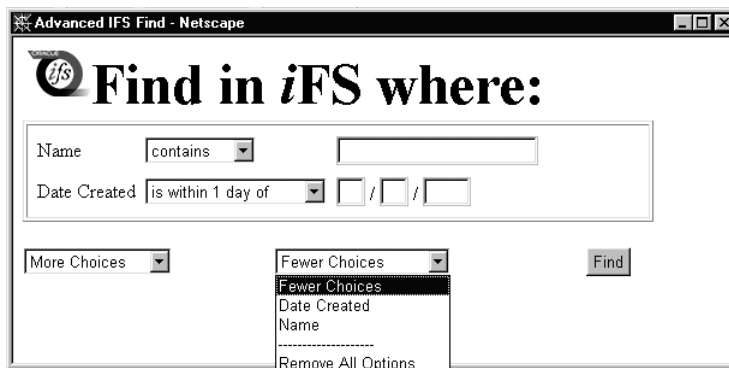 Advanced IFS Find - Netscape
ORACLE
ifs
Find in iFS where:
Name contains
Date Created is within 1 day of / /
More Choices Fewer Choices Find
Fewer Choices
Date Created
Name
--------------------
Remove All Options